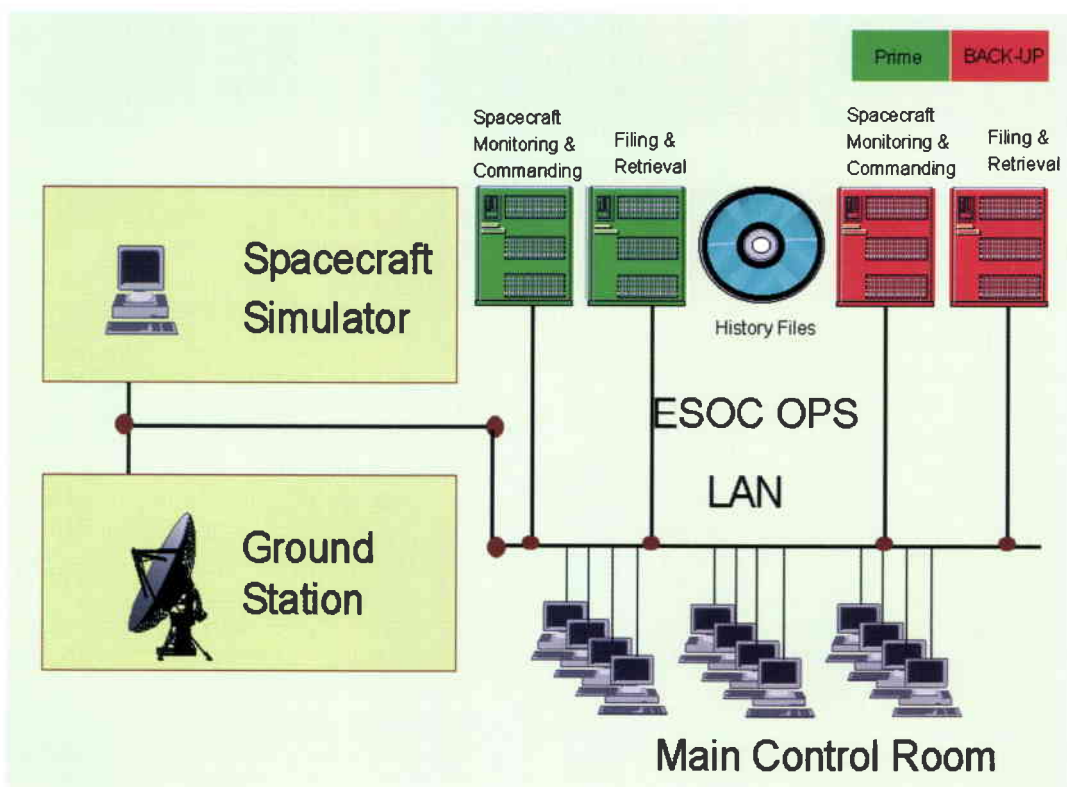 Prime
BACK-UP
Spacecraft
Monitoring &
Commanding
Filing &
Retrieval
Spacecraft
Monitoring &
Commanding
Filing &
Retrieval
Spacecraft
Simulator
History Files
ESOC OPS
LAN
Ground
Station
Main Control Room